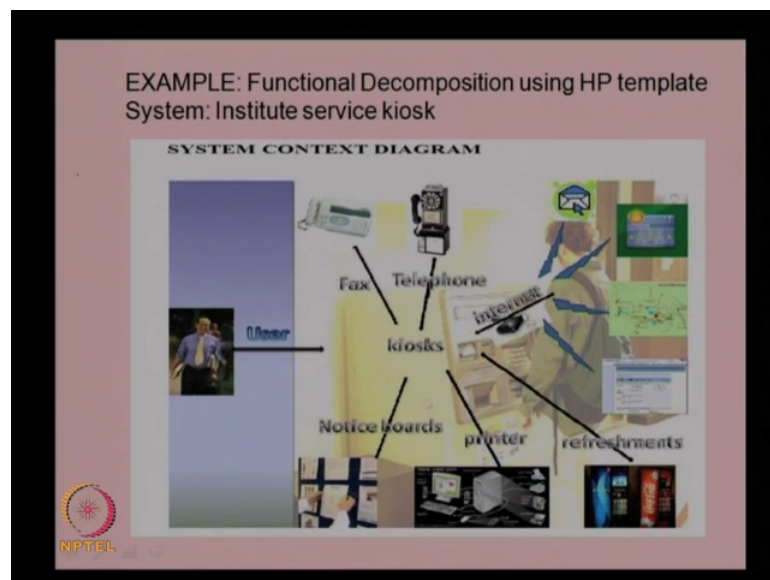 EXAMPLE: Functional Decomposition using HP template
System: Institute service kiosk
SYSTEM CONTEXT DIAGRAM
Fax
Telephone
internet
User
kiosks
Notice boards
printer
refreshments
NPTEL